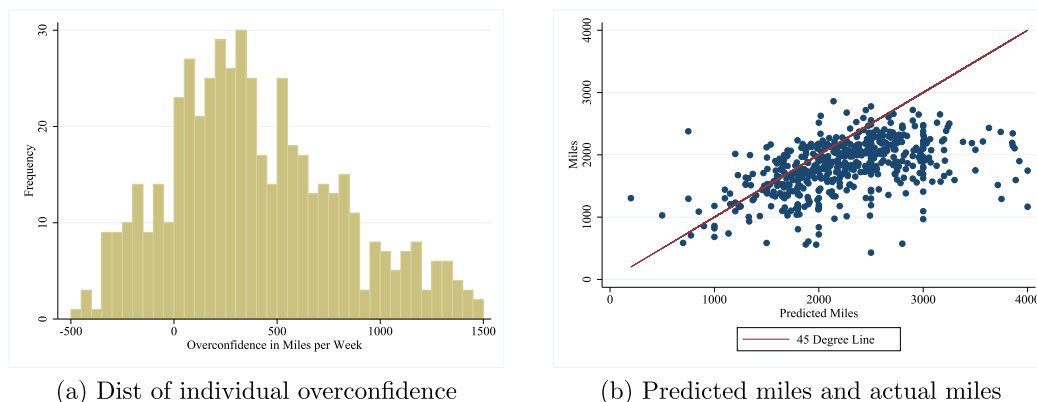 30
20
10
0
Frequency
-500 0 500 1000 1500
Overconfidence in Miles per Week
(a) Dist of individual overconfidence
4000
3000
2000
1000
0
Miles
0 1000 2000 3000 4000
Predicted Miles
45 Degree Line
(b) Predicted miles and actual miles